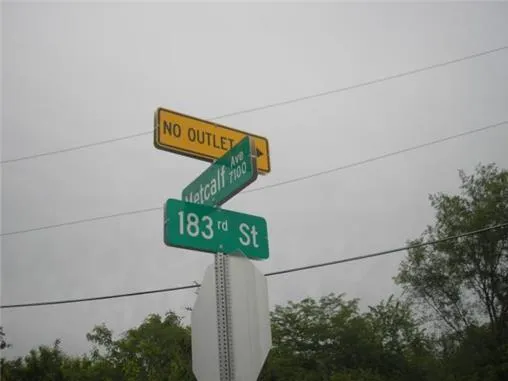 NO OUTLET
Metcalf Ave
7100
183rd St